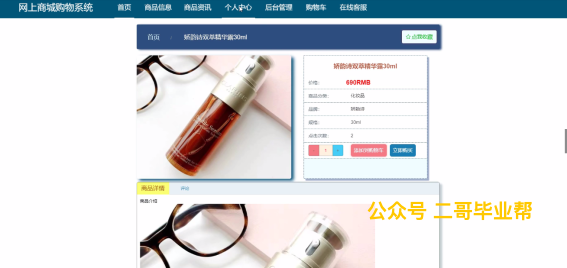 网上商城购物系统
首页 商品信息 商品资讯 个人中心 后台管理 购物车 在线客服
首页 娇韵诗双萃精华露30ml
点我收藏
娇韵诗双萃精华露30ml
价格： 690RMB
商品分类： 化妆品
品牌： 娇韵诗
规格： 30ml
点击次数： 2
添加到购物车 立即购买
商品详情 评论
商品介绍
公众号 二哥毕业帮